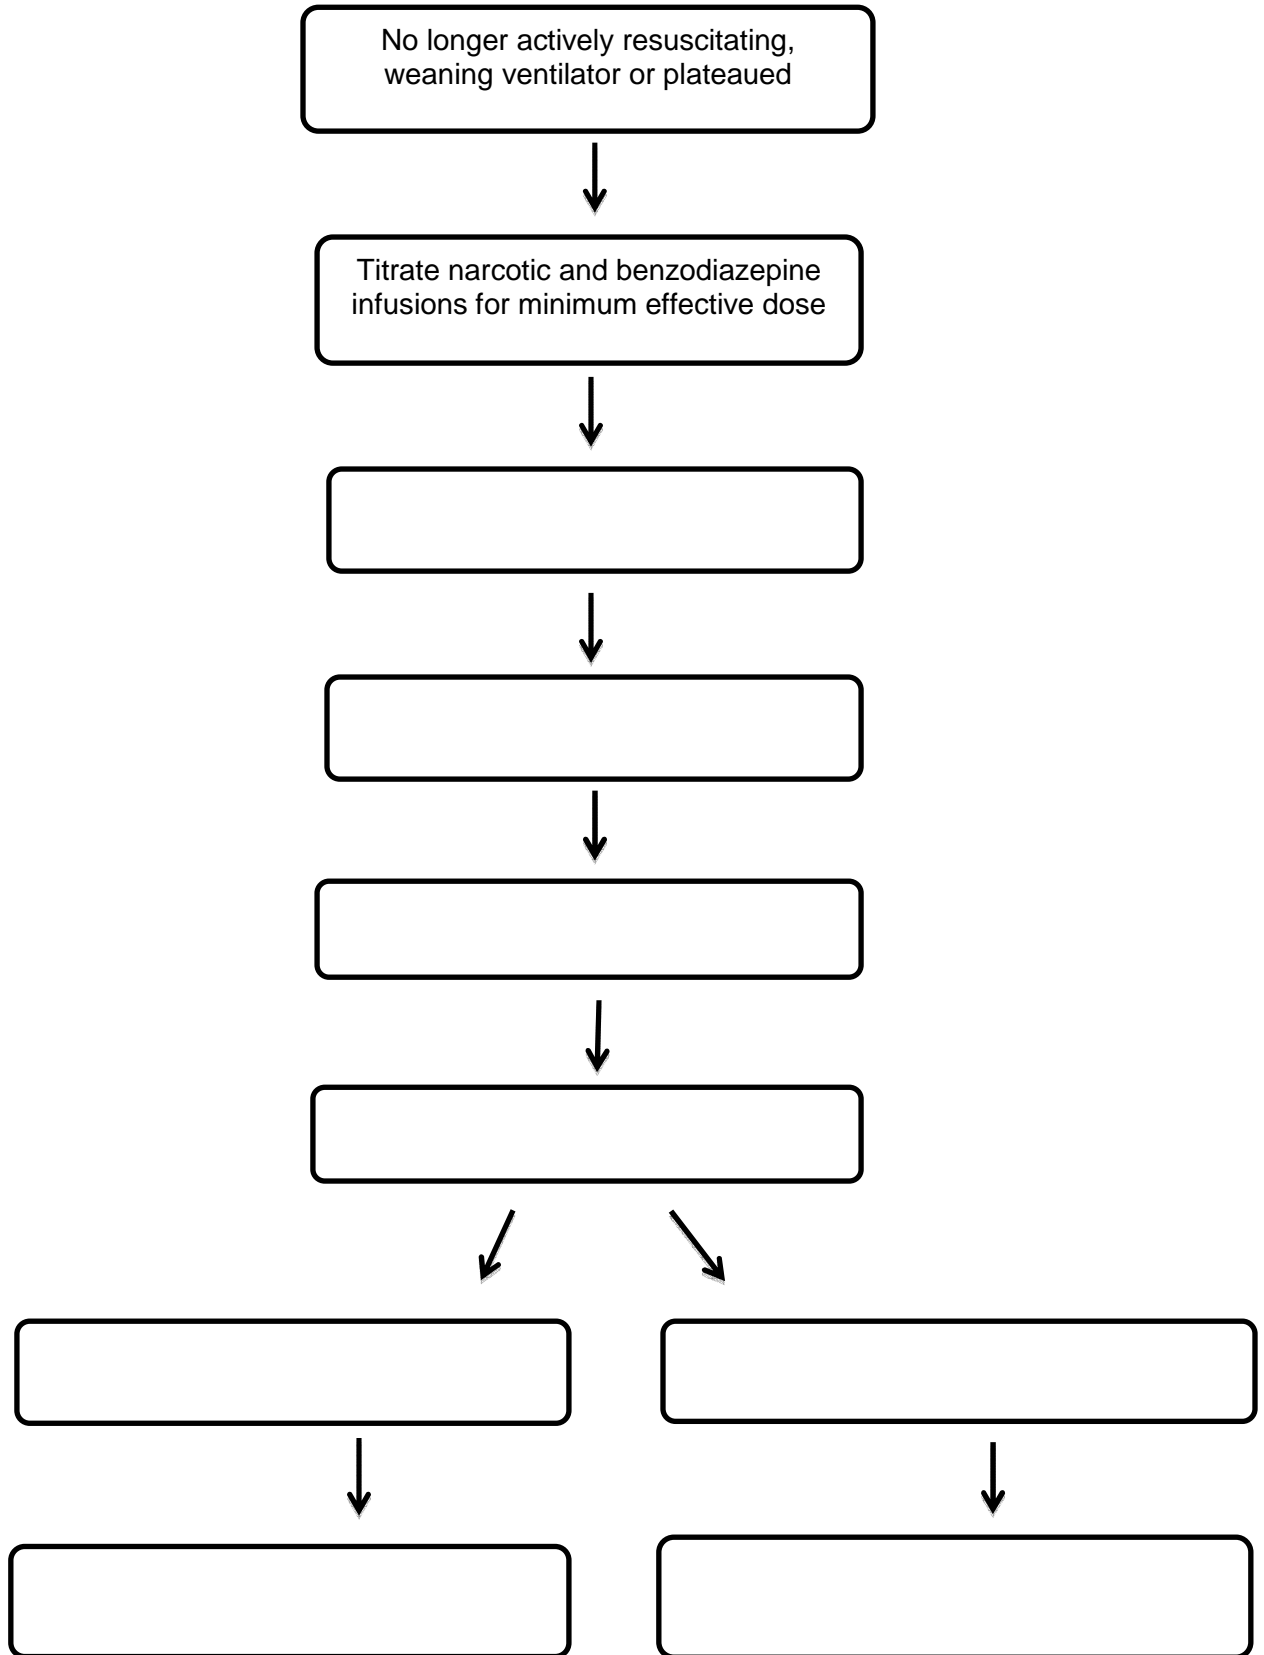 No longer actively resuscitating,
weaning ventilator or plateaued
Titrate narcotic and benzodiazepine
infusions for minimum effective dose